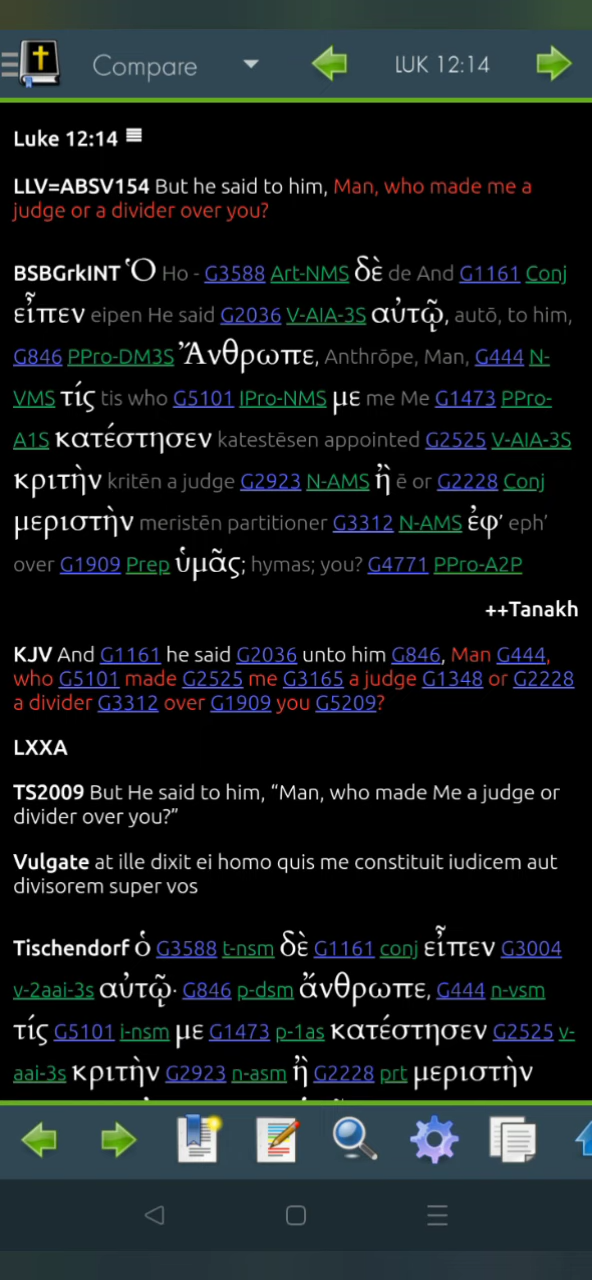 Compare
LUK 12:14
Luke 12:14
LLV=ABSV154 But he said to him, Man, who made me a
judge or a divider over you?
BSBGrkINT Ὁ Ho - G3588 Art-NMS δὲ de And G1161 Conj
εἶπεν eipen He said G2036 V-AIA-3S αὐτῷ, autō, to him,
G846 PPro-DM3S Ἄνθρωπε, Anthrōpe, Man, G444 N-
VMS τίς tis who G5101 IPro-NMS με me Me G1473 PPro-
A1S κατέστησεν katestēsen appointed G2525 V-AIA-3S
κριτὴν kritēn a judge G2923 N-AMS ἢ ē or G2228 Conj
μεριστὴν meristēn partitioner G3312 N-AMS ἐφ’ eph’
over G1909 Prep ὑμᾶς; hymas; you? G4771 PPro-A2P
++Tanakh
KJV And G1161 he said G2036 unto him G846, Man G444,
who G5101 made G2525 me G3165 a judge G1348 or G2228
a divider G3312 over G1909 you G5209?
LXXA
TS2009 But He said to him, “Man, who made Me a judge or
divider over you?”
Vulgate at ille dixit ei homo quis me constituit iudicem aut
divisorem super vos
Tischendorf ὁ G3588 t-nsm δὲ G1161 conj εἶπεν G3004
v-2aai-3s αὐτῷ· G846 p-dsm ἄνθρωπε, G444 n-vsm
τίς G5101 i-nsm με G1473 p-1as κατέστησεν G2525 v-
aai-3s κριτὴν G2923 n-asm ἢ G2228 prt μεριστὴν